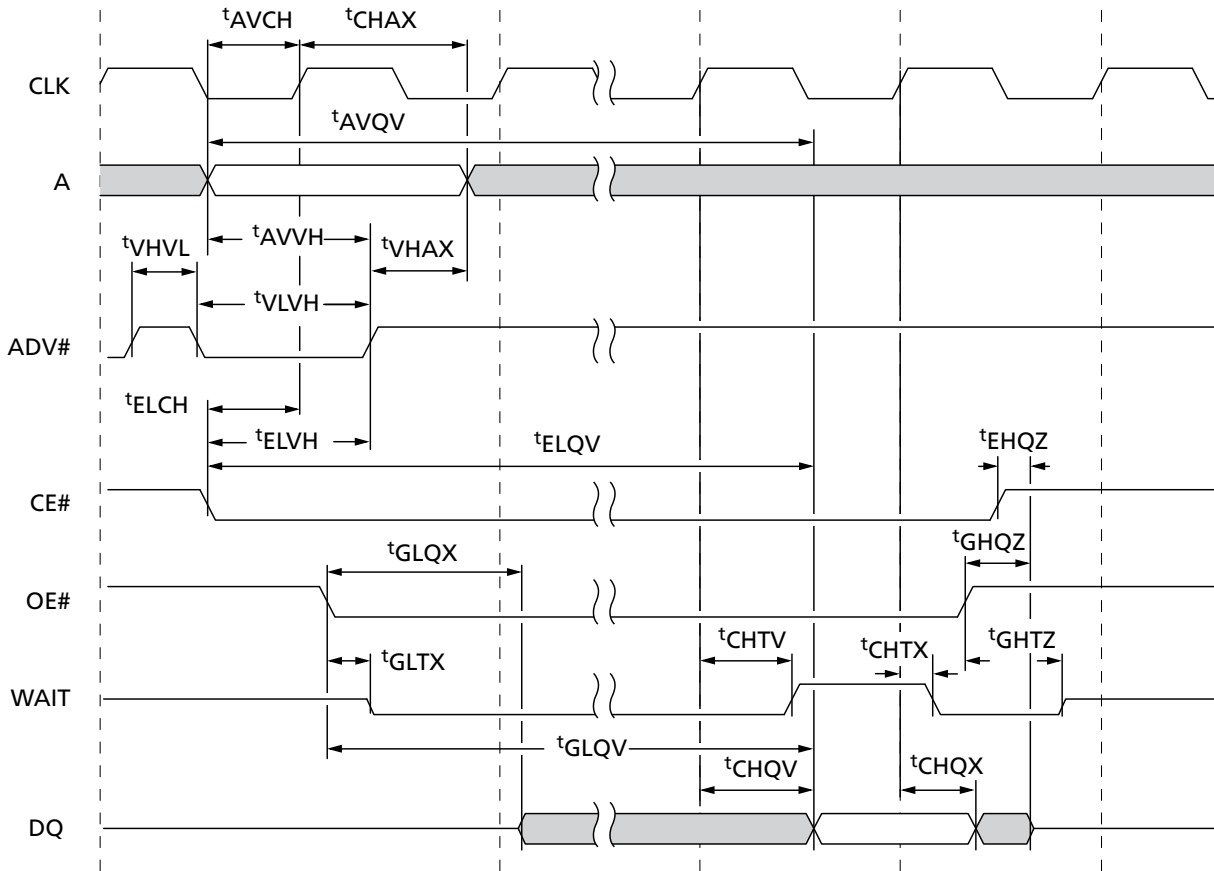 tAVCH
tCHAX
CLK
tAVQV
A
tAVVH
tVHVL
tVHAX
tVLVH
ADV#
tELCH
tELVH
tELQV
tEHQZ
CE#
tGLQX
tGHQZ
OE#
tCHTV
tCHTX
tGHTZ
tGLTX
WAIT
tGLQV
tCHQV
tCHQX
DQ